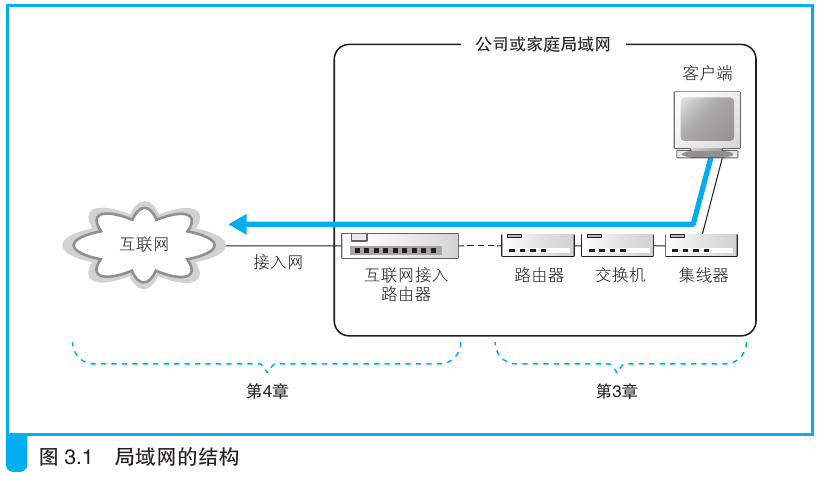 公司或家庭局域网
客户端
互联网
接入网
互联网接入
路由器
路由器
交换机
集线器
第4章
第3章
图 3.1 局域网的结构